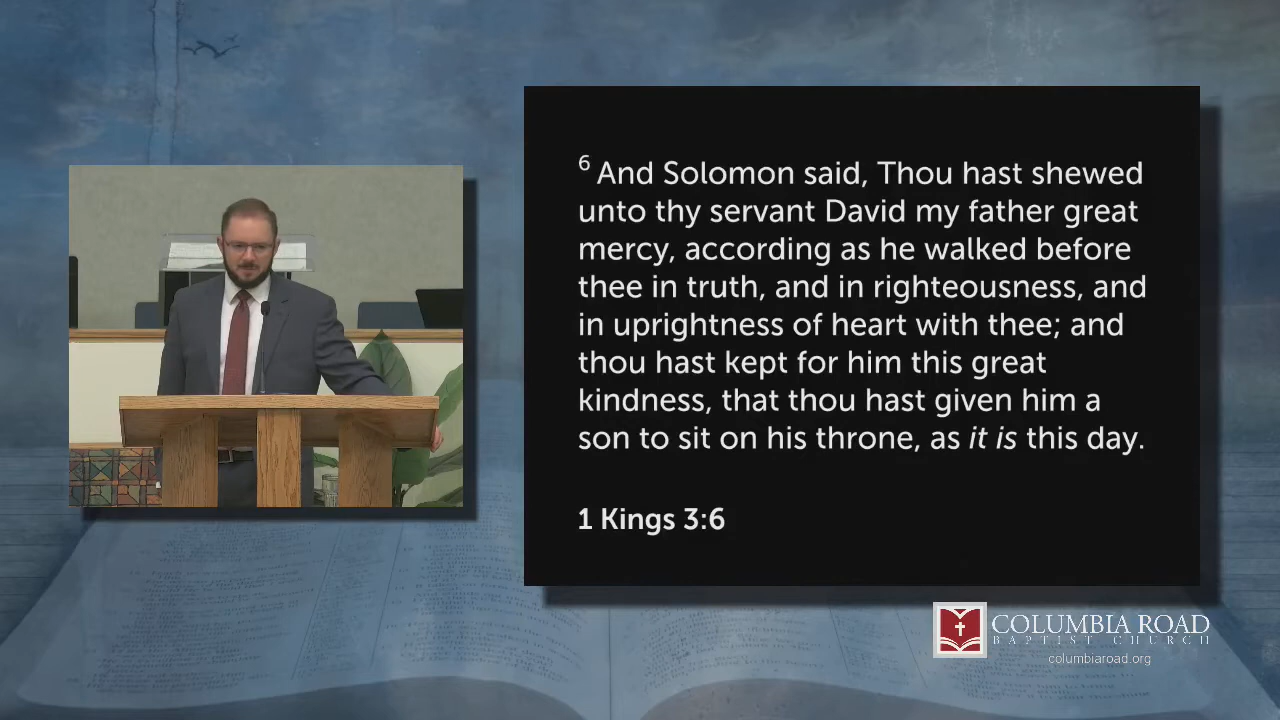 6 And Solomon said, Thou hast shewed
unto thy servant David my father great
mercy, according as he walked before
thee in truth, and in righteousness, and
in uprightness of heart with thee; and
thou hast kept for him this great
kindness, that thou hast given him a
son to sit on his throne, as it is this day.
1 Kings 3:6
COLUMBIA ROAD
BAPTIST CHURCH
columbiaroad.org